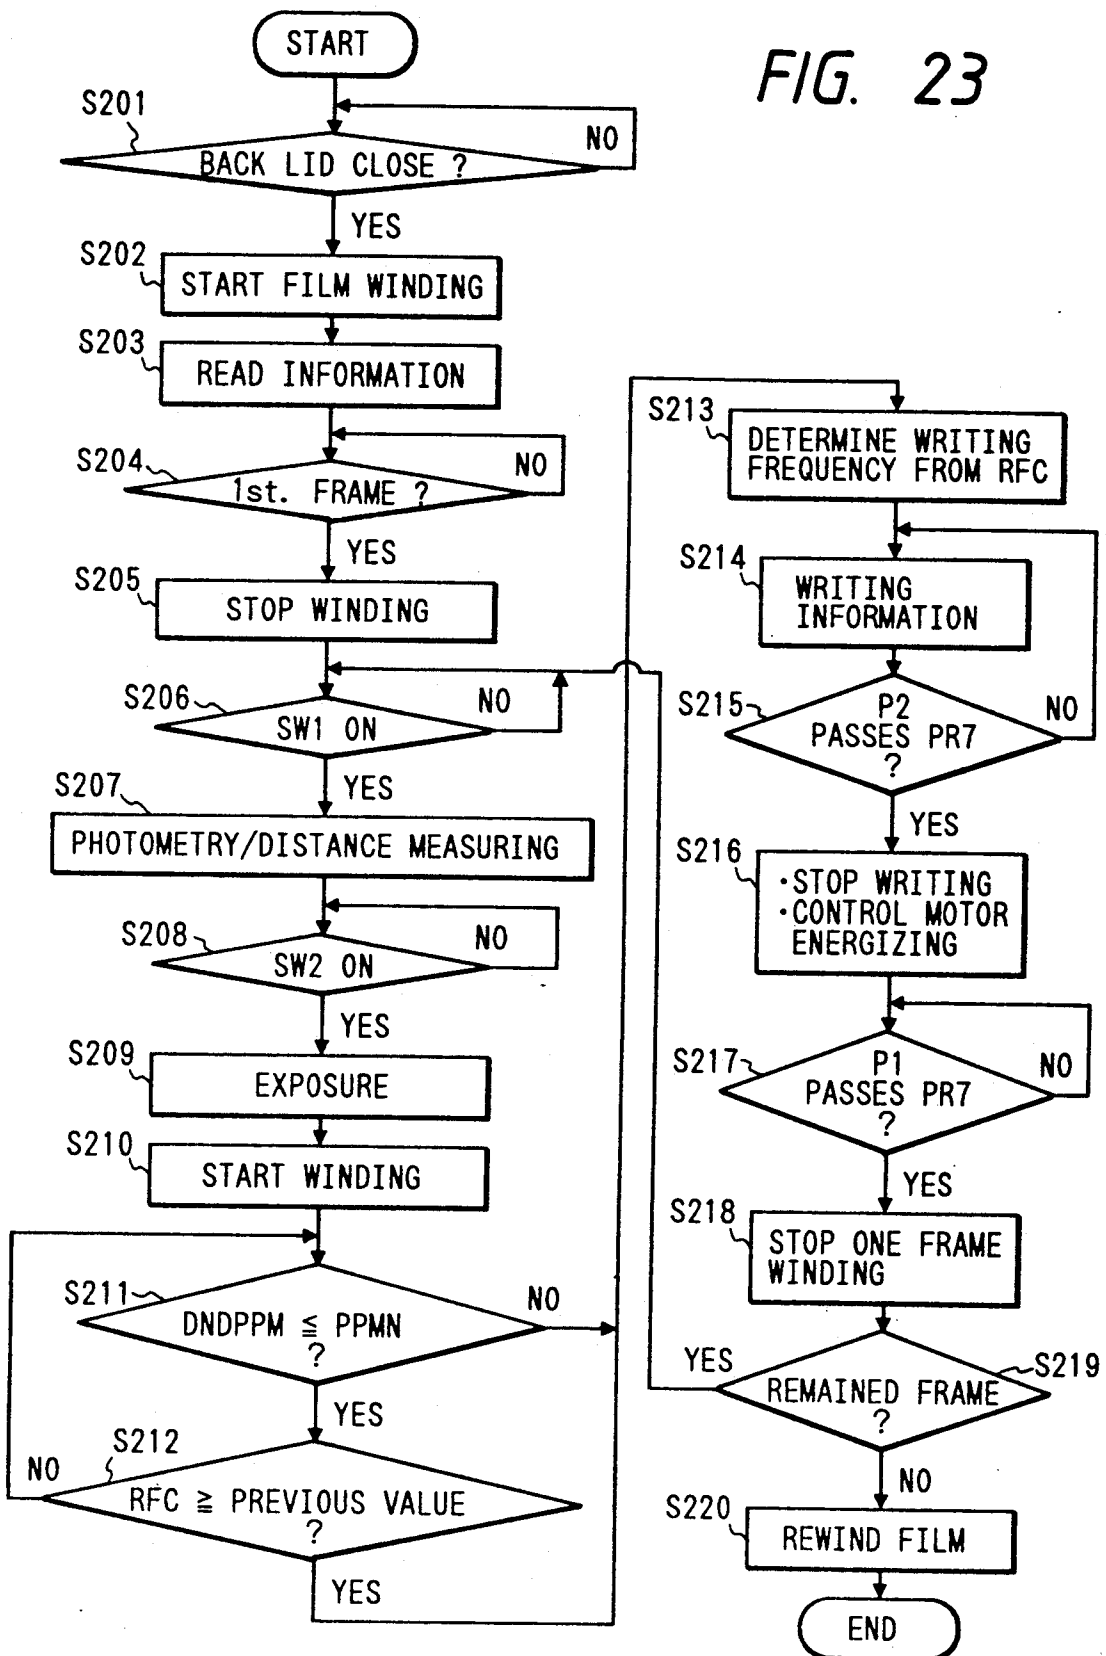 FIG. 23
START
S201
BACK LID CLOSE ?
NO
YES
S202
START FILM WINDING
S203
READ INFORMATION
S204
1st. FRAME ?
NO
YES
S205
STOP WINDING
S206
SW1 ON
NO
YES
S207
PHOTOMETRY/DISTANCE MEASURING
S208
SW2 ON
NO
YES
S209
EXPOSURE
S210
START WINDING
S211
DNDPPM ≦ PPMN
?
NO
YES
S212
NO
RFC ≧ PREVIOUS VALUE
?
YES
S213
DETERMINE WRITING
FREQUENCY FROM RFC
S214
WRITING
INFORMATION
S215
P2
PASSES PR7
?
NO
YES
S216
·STOP WRITING
·CONTROL MOTOR
ENERGIZING
S217
P1
PASSES PR7
?
NO
YES
S218
STOP ONE FRAME
WINDING
YES
S219
REMAINED FRAME
?
NO
S220
REWIND FILM
END